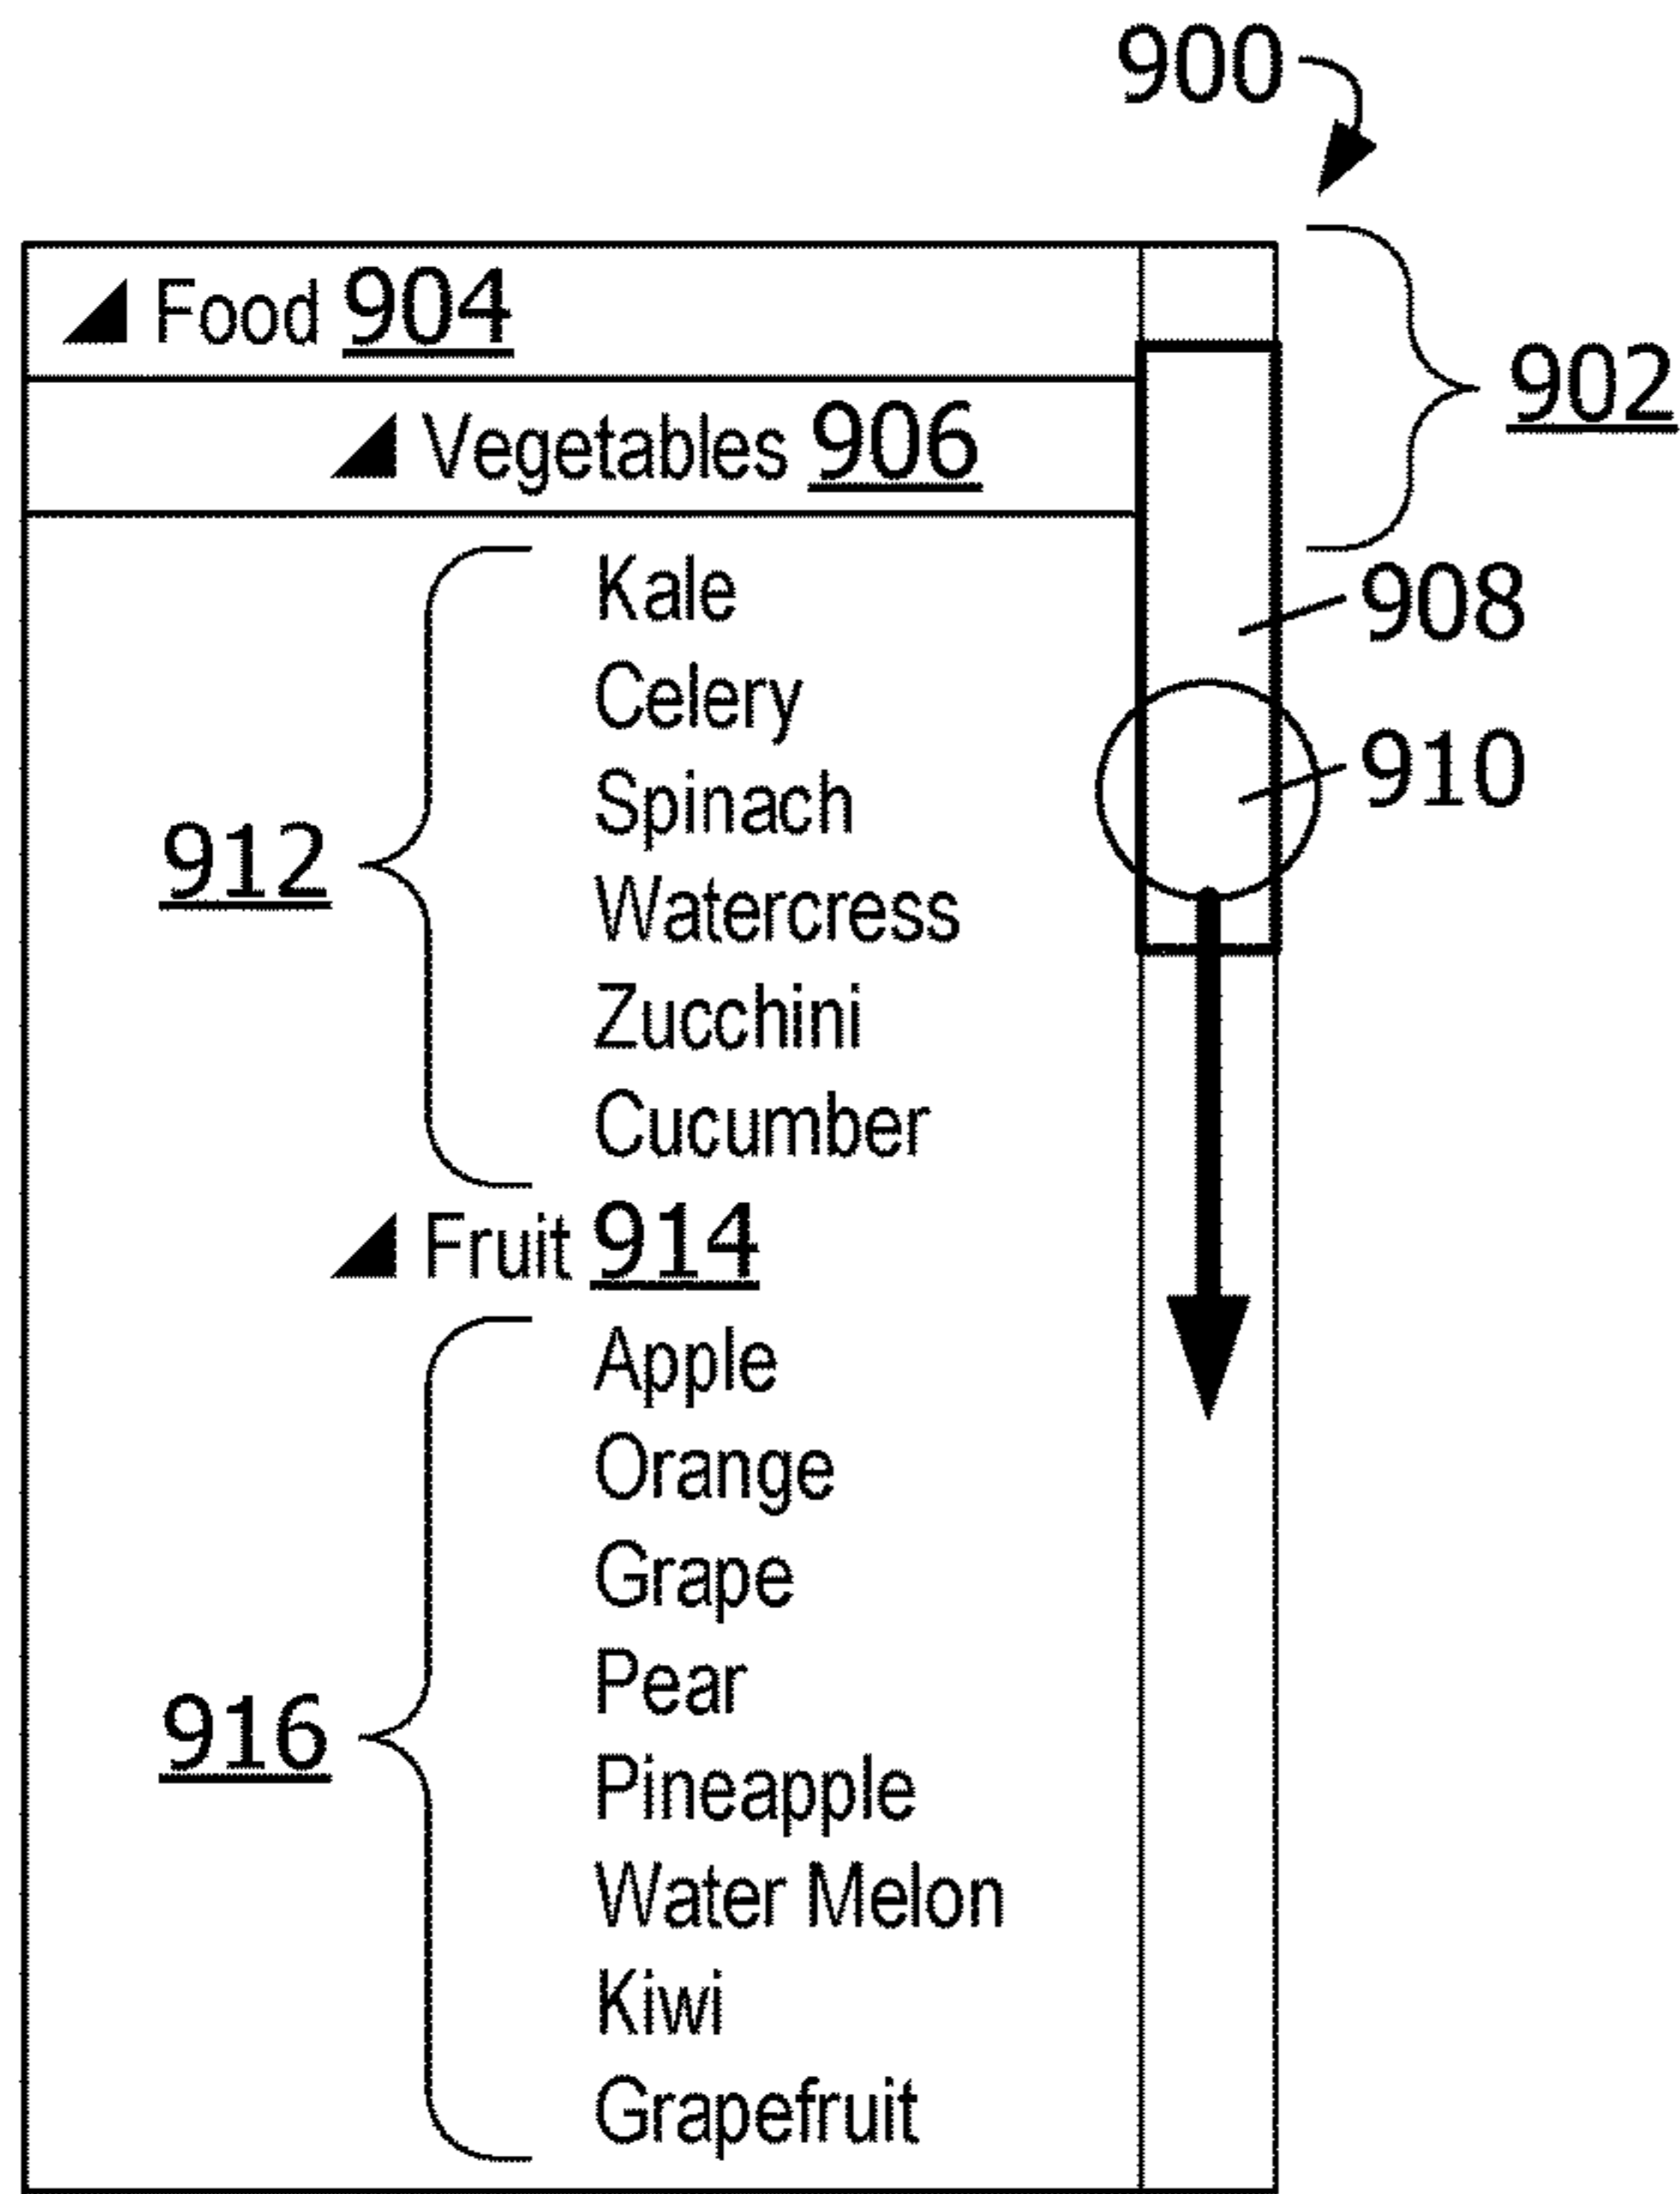 900
Food 904
902
Vegetables 906
Kale
908
Celery
910
Spinach
912
Watercress
Zucchini
Cucumber
Fruit 914
Apple
Orange
Grape
Pear
916
Pineapple
Water Melon
Kiwi
Grapefruit